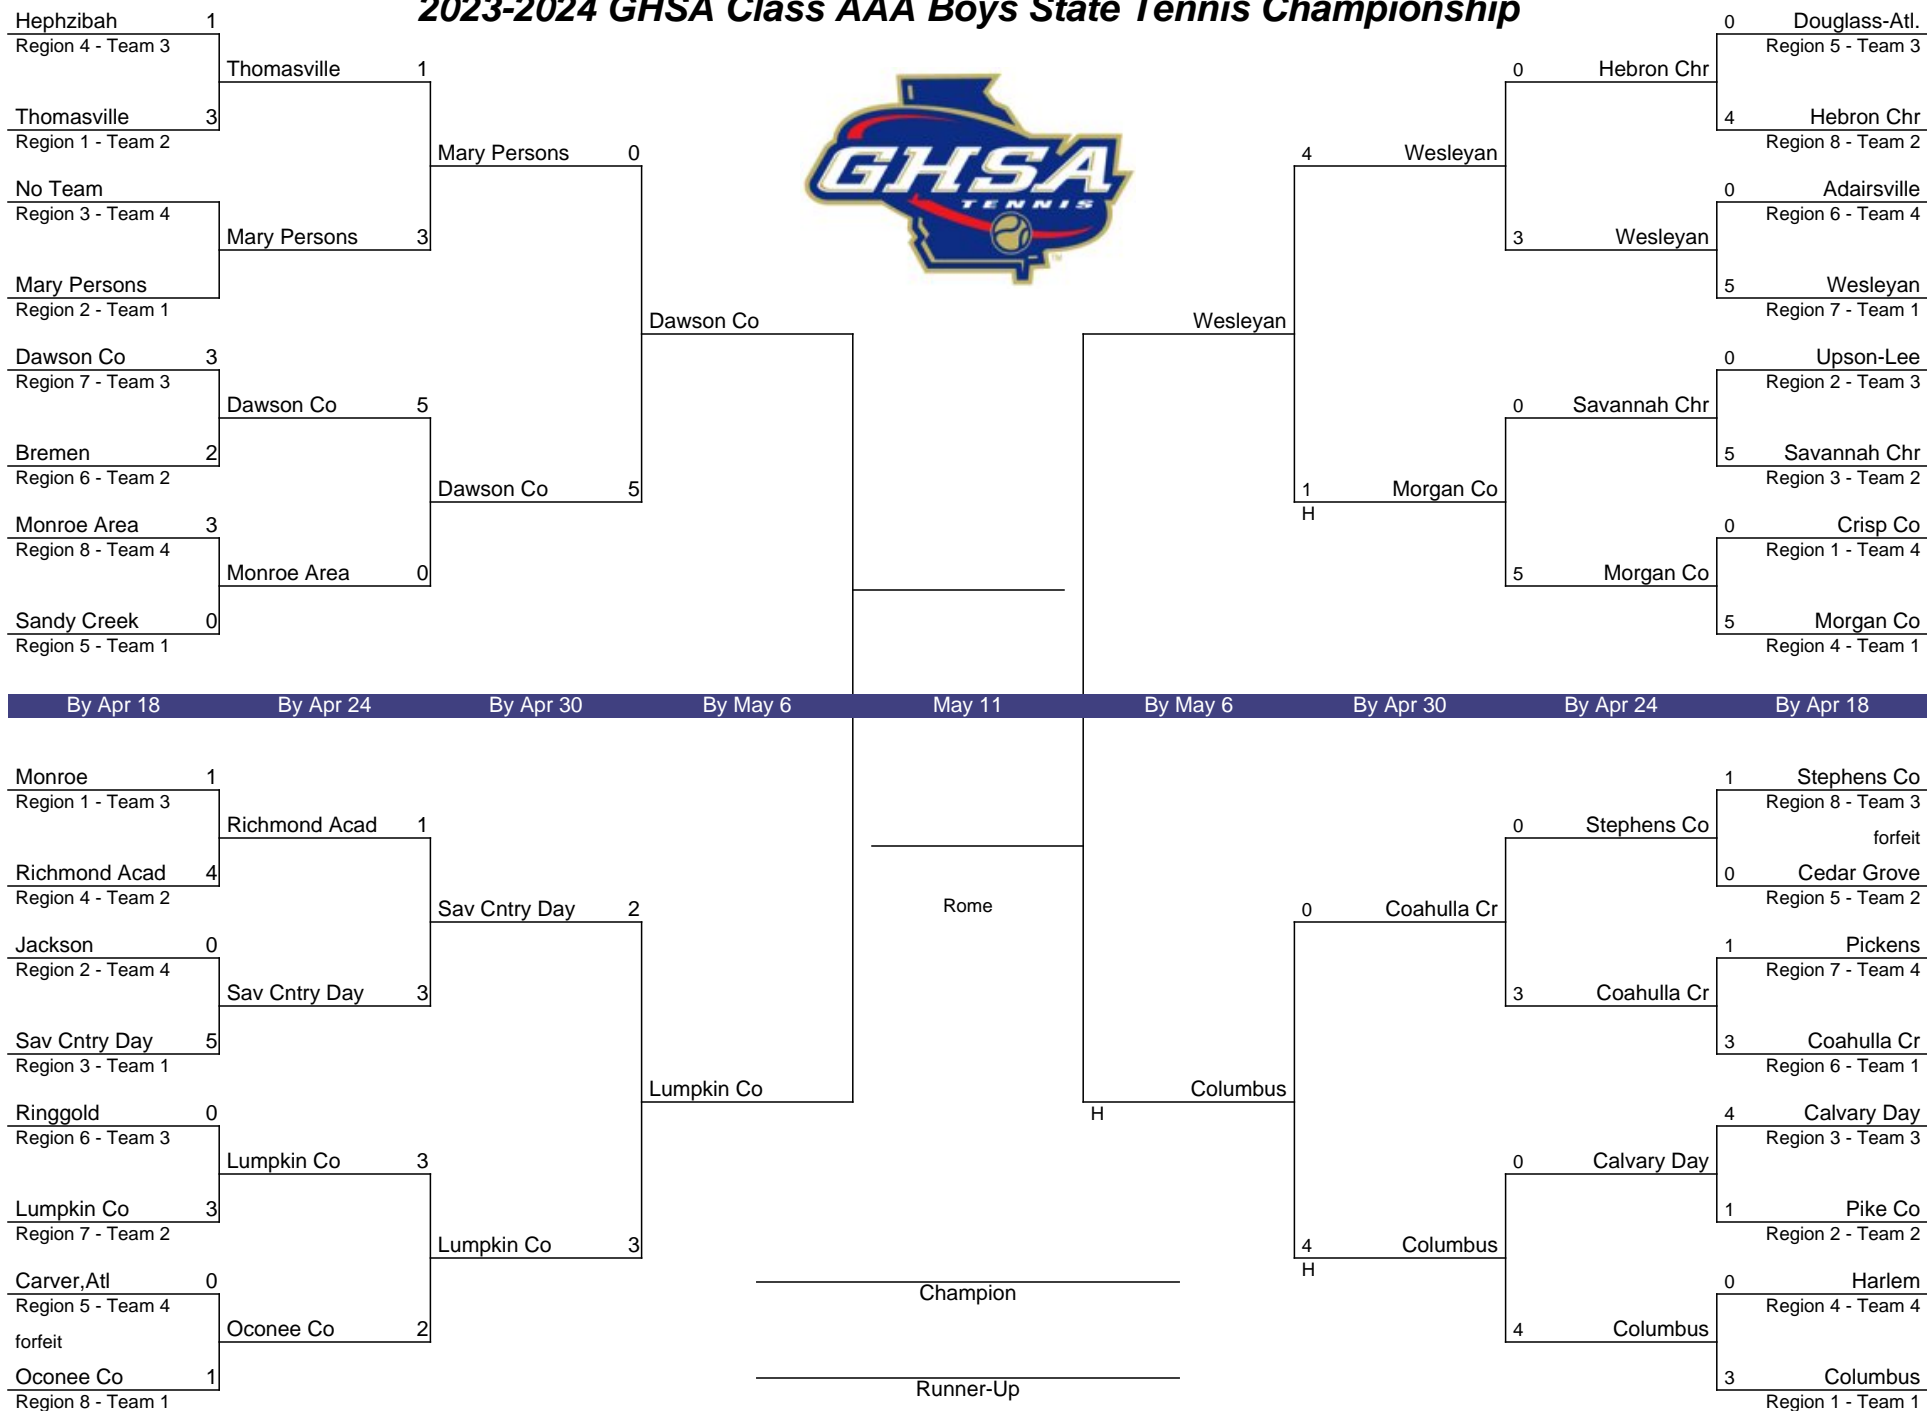 2023-2024 GHSA Class AAA Boys State Tennis Championship
Hephzibah 1
Region 4 - Team 3
Thomasville 3
Region 1 - Team 2
No Team
Region 3 - Team 4
Mary Persons
Region 2 - Team 1
Dawson Co 3
Region 7 - Team 3
Bremen 2
Region 6 - Team 2
Monroe Area 3
Region 8 - Team 4
Sandy Creek 0
Region 5 - Team 1
Thomasville 1
Mary Persons 3
Dawson Co 5
Monroe Area 0
Mary Persons 0
Dawson Co 5
Dawson Co
GHSA
TENNIS
TM
Wesleyan
4 Wesleyan
1 Morgan Co
H
0 Hebron Chr
3 Wesleyan
0 Savannah Chr
5 Morgan Co
0 Douglass-Atl.
Region 5 - Team 3
4 Hebron Chr
Region 8 - Team 2
0 Adairsville
Region 6 - Team 4
5 Wesleyan
Region 7 - Team 1
0 Upson-Lee
Region 2 - Team 3
5 Savannah Chr
Region 3 - Team 2
0 Crisp Co
Region 1 - Team 4
5 Morgan Co
Region 4 - Team 1
By Apr 18 By Apr 24 By Apr 30 By May 6 May 11 By May 6 By Apr 30 By Apr 24 By Apr 18
Monroe 1
Region 1 - Team 3
Richmond Acad 4
Region 4 - Team 2
Jackson 0
Region 2 - Team 4
Sav Cntry Day 5
Region 3 - Team 1
Ringgold 0
Region 6 - Team 3
Lumpkin Co 3
Region 7 - Team 2
Carver,Atl 0
Region 5 - Team 4
forfeit
Oconee Co 1
Region 8 - Team 1
Richmond Acad 1
Sav Cntry Day 3
Lumpkin Co 3
Oconee Co 2
Sav Cntry Day 2
Lumpkin Co 3
Lumpkin Co
Rome
Champion
Runner-Up
Columbus
H
0 Coahulla Cr
4 Columbus
H
0 Stephens Co
3 Coahulla Cr
0 Calvary Day
4 Columbus
1 Stephens Co
Region 8 - Team 3
forfeit
0 Cedar Grove
Region 5 - Team 2
1 Pickens
Region 7 - Team 4
3 Coahulla Cr
Region 6 - Team 1
4 Calvary Day
Region 3 - Team 3
1 Pike Co
Region 2 - Team 2
0 Harlem
Region 4 - Team 4
3 Columbus
Region 1 - Team 1